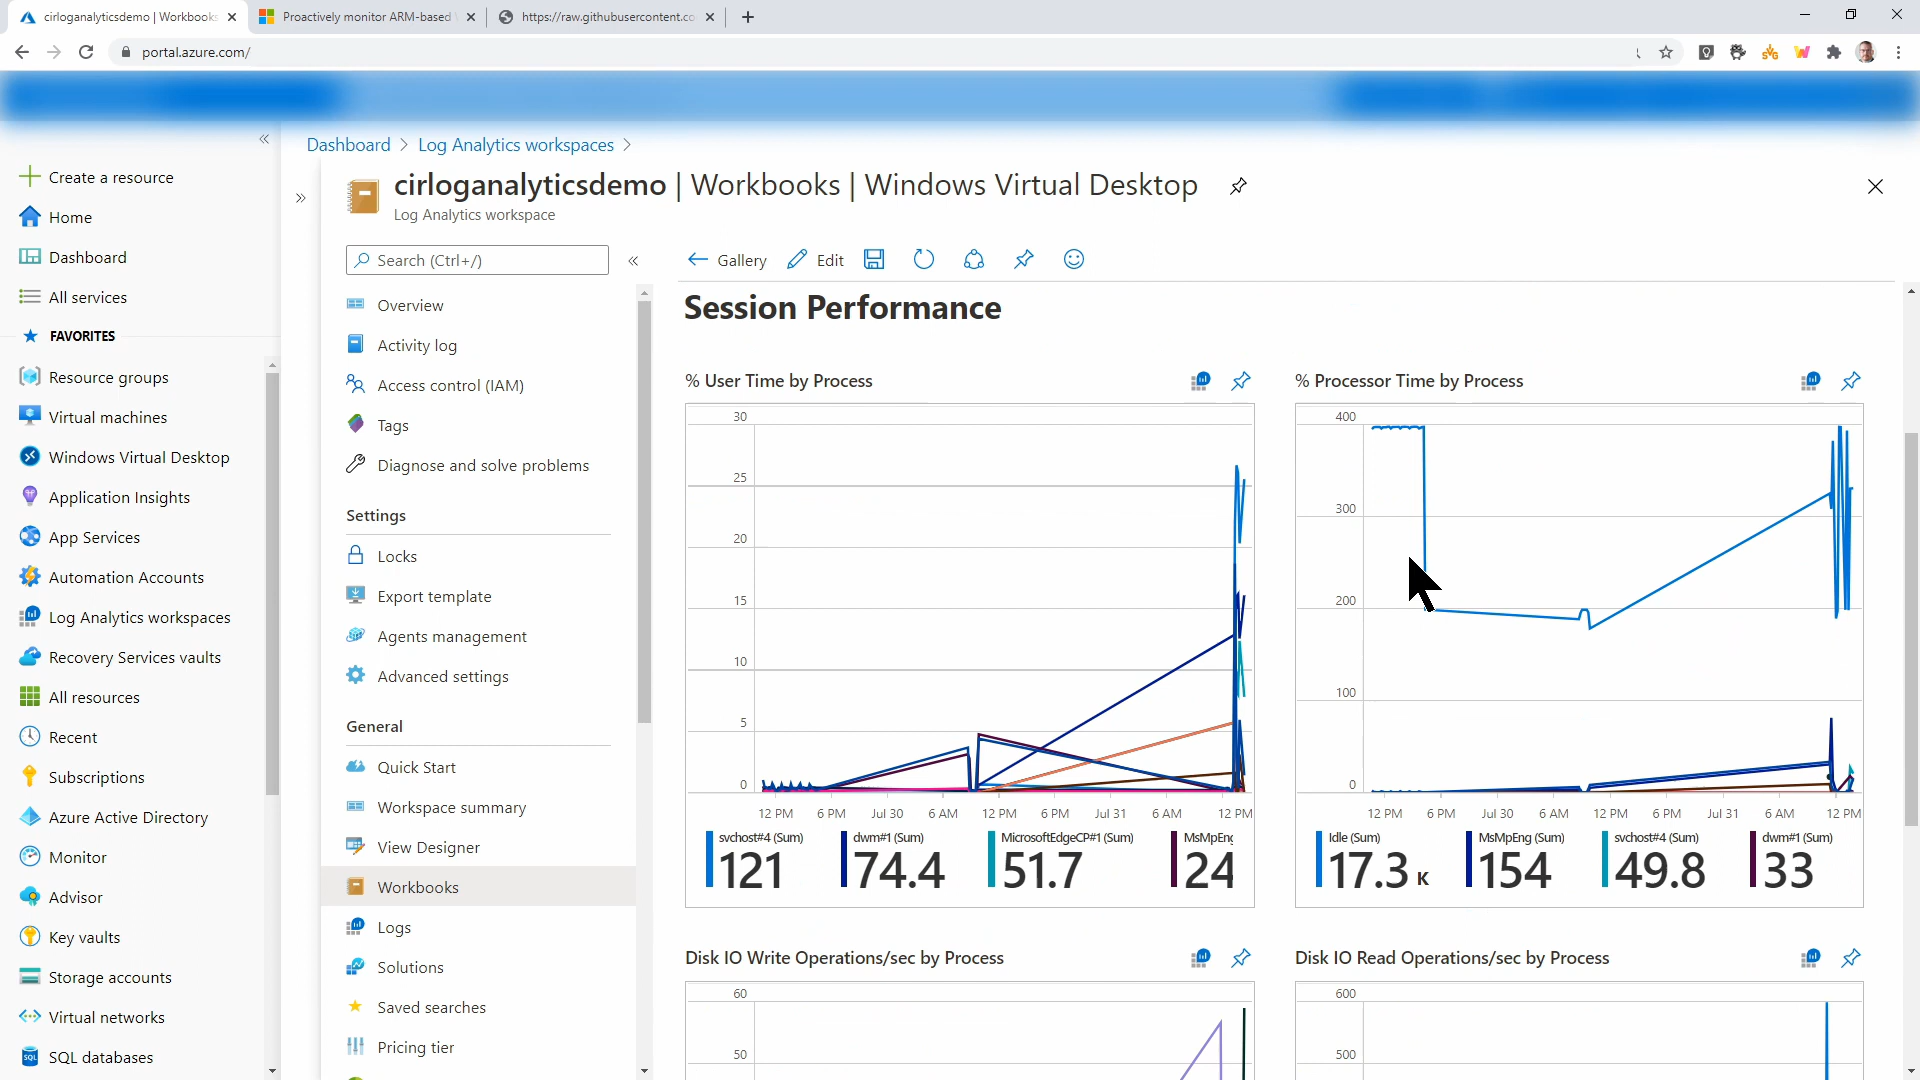 cirloganalyticsdemo | Workbooks
Proactively monitor ARM-based
https://raw.githubusercontent.co
portal.azure.com/
Dashboard > Log Analytics workspaces >
cirloganalyticsdemo | Workbooks | Windows Virtual Desktop
Log Analytics workspace
Create a resource
Home
Dashboard
All services
FAVORITES
Resource groups
Virtual machines
Windows Virtual Desktop
Application Insights
App Services
Automation Accounts
Log Analytics workspaces
Recovery Services vaults
All resources
Recent
Subscriptions
Azure Active Directory
Monitor
Advisor
Key vaults
Storage accounts
Virtual networks
SQL databases
Search (Ctrl+/)
Overview
Activity log
Access control (IAM)
Tags
Diagnose and solve problems
Settings
Locks
Export template
Agents management
Advanced settings
General
Quick Start
Workspace summary
View Designer
Workbooks
Logs
Solutions
Saved searches
Pricing tier
Gallery Edit
Session Performance
% User Time by Process
30
25
20
15
10
5
0
12 PM 6 PM Jul 30 6 AM 12 PM 6 PM Jul 31 6 AM 12 PM
svchost#4 (Sum) dwm#1 (Sum) MicrosoftEdgeCP#1 (Sum) MsMpEng
121 74.4 51.7 24
% Processor Time by Process
400
300
200
100
0
12 PM 6 PM Jul 30 6 AM 12 PM 6 PM Jul 31 6 AM 12 PM
Idle (Sum) MsMpEng (Sum) svchost#4 (Sum) dwm#1 (Sum)
17.3 K 154 49.8 33
Disk IO Write Operations/sec by Process
60
50
Disk IO Read Operations/sec by Process
600
500